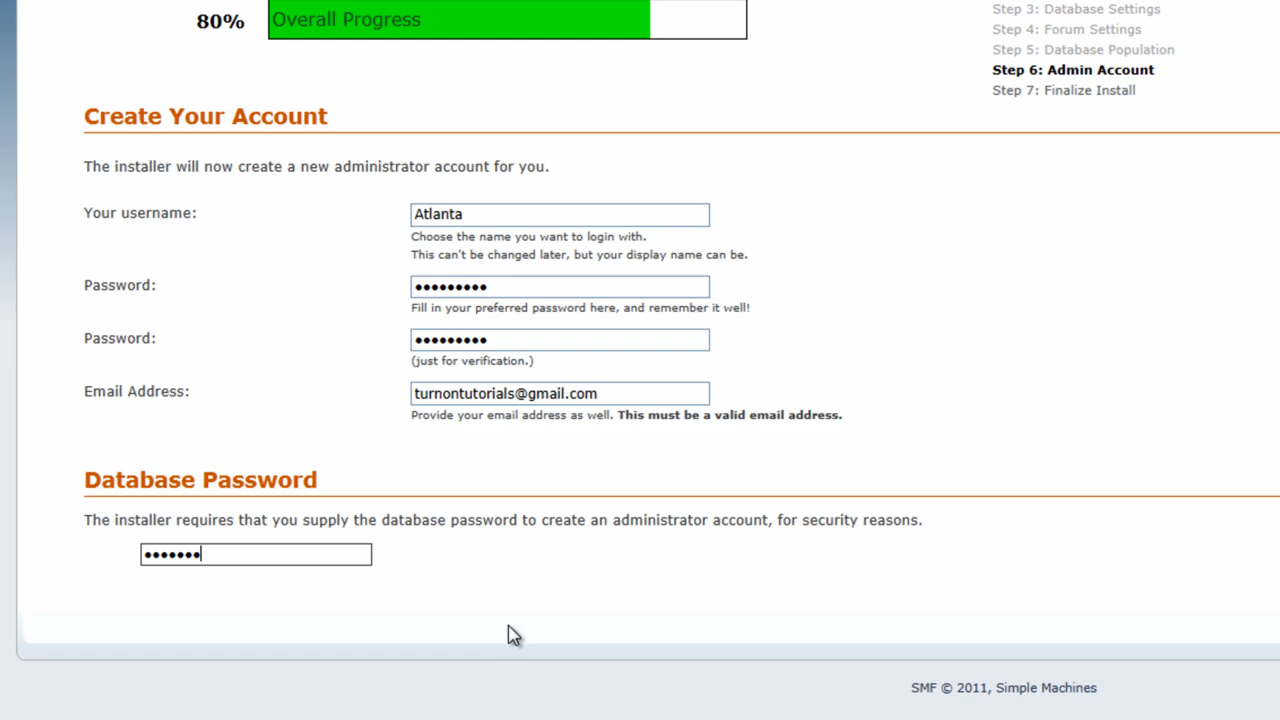 80%
Overall Progress
Step 3: Database Settings
Step 4: Forum Settings
Step 5: Database Population
Step 6: Admin Account
Step 7: Finalize Install
Create Your Account
The installer will now create a new administrator account for you.
Your username:
Atlanta
Choose the name you want to login with.
This can't be changed later, but your display name can be.
Password:
•••••••••
Fill in your preferred password here, and remember it well!
Password:
•••••••••
(just for verification.)
Email Address:
turnontutorials@gmail.com
Provide your email address as well. This must be a valid email address.
Database Password
The installer requires that you supply the database password to create an administrator account, for security reasons.
•••••••
SMF © 2011, Simple Machines